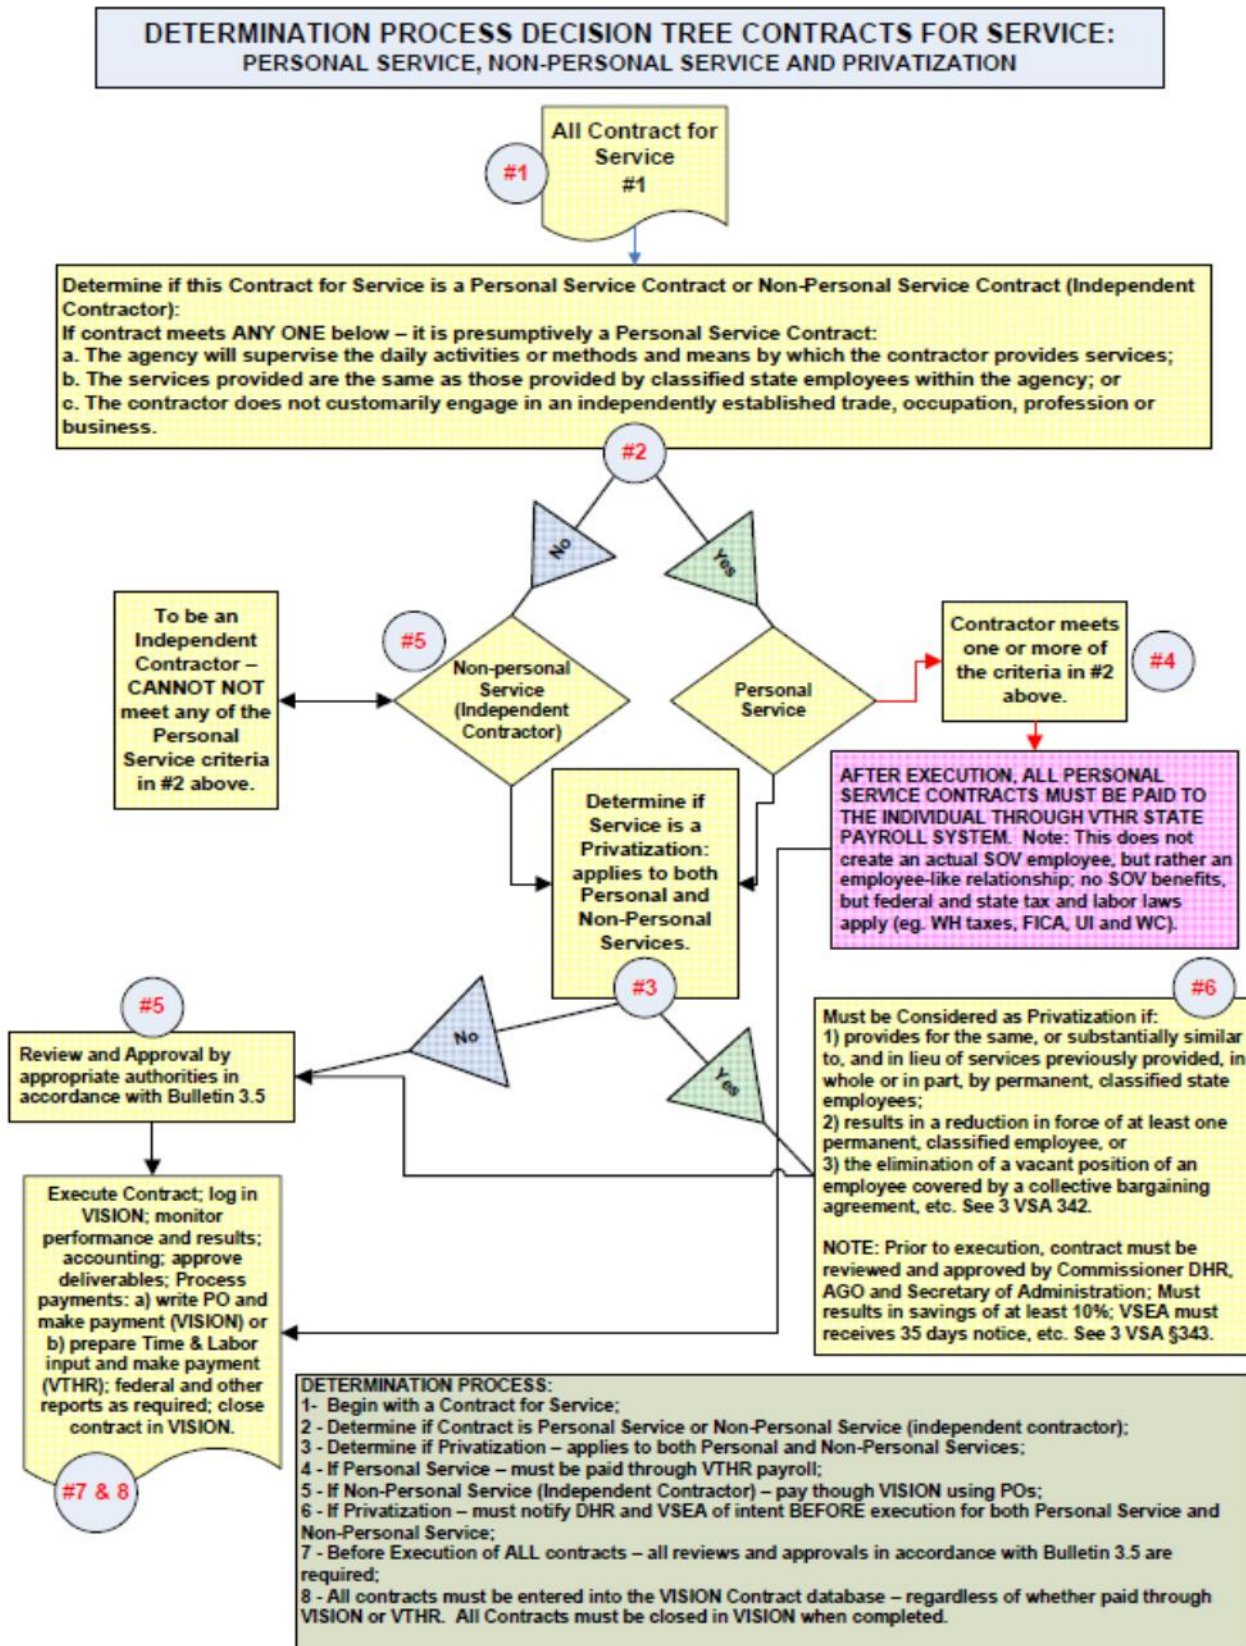 DETERMINATION PROCESS DECISION TREE CONTRACTS FOR SERVICE:
PERSONAL SERVICE, NON-PERSONAL SERVICE AND PRIVATIZATION
All Contract for
Service
#1
#1
Determine if this Contract for Service is a Personal Service Contract or Non-Personal Service Contract (Independent
Contractor):
If contract meets ANY ONE below – it is presumptively a Personal Service Contract:
a. The agency will supervise the daily activities or methods and means by which the contractor provides services;
b. The services provided are the same as those provided by classified state employees within the agency; or
c. The contractor does not customarily engage in an independently established trade, occupation, profession or
business.
#2
No
Yes
To be an
Independent
Contractor –
CANNOT NOT
meet any of the
Personal
Service criteria
in #2 above.
#5
Non-personal
Service
(Independent
Contractor)
Personal
Service
Contractor meets
one or more of
the criteria in #2
above.
#4
Determine if
Service is a
Privatization:
applies to both
Personal and
Non-Personal
Services.
AFTER EXECUTION, ALL PERSONAL
SERVICE CONTRACTS MUST BE PAID TO
THE INDIVIDUAL THROUGH VTHR STATE
PAYROLL SYSTEM. Note: This does not
create an actual SOV employee, but rather an
employee-like relationship; no SOV benefits,
but federal and state tax and labor laws
apply (eg. WH taxes, FICA, UI and WC).
#3
No
Yes
#5
Review and Approval by
appropriate authorities in
accordance with Bulletin 3.5
#6
Must be Considered as Privatization if:
1) provides for the same, or substantially similar
to, and in lieu of services previously provided, in
whole or in part, by permanent, classified state
employees;
2) results in a reduction in force of at least one
permanent, classified employee, or
3) the elimination of a vacant position of an
employee covered by a collective bargaining
agreement, etc. See 3 VSA 342.
NOTE: Prior to execution, contract must be
reviewed and approved by Commissioner DHR,
AGO and Secretary of Administration; Must
results in savings of at least 10%; VSEA must
receives 35 days notice, etc. See 3 VSA §343.
Execute Contract; log in
VISION; monitor
performance and results;
accounting; approve
deliverables; Process
payments: a) write PO and
make payment (VISION) or
b) prepare Time & Labor
input and make payment
(VTHR); federal and other
reports as required; close
contract in VISION.
#7 & 8
DETERMINATION PROCESS:
1- Begin with a Contract for Service;
2 - Determine if Contract is Personal Service or Non-Personal Service (independent contractor);
3 - Determine if Privatization – applies to both Personal and Non-Personal Services;
4 - If Personal Service – must be paid through VTHR payroll;
5 - If Non-Personal Service (Independent Contractor) – pay though VISION using POs;
6 - If Privatization – must notify DHR and VSEA of intent BEFORE execution for both Personal Service and
Non-Personal Service;
7 - Before Execution of ALL contracts – all reviews and approvals in accordance with Bulletin 3.5 are
required;
8 - All contracts must be entered into the VISION Contract database – regardless of whether paid through
VISION or VTHR. All Contracts must be closed in VISION when completed.